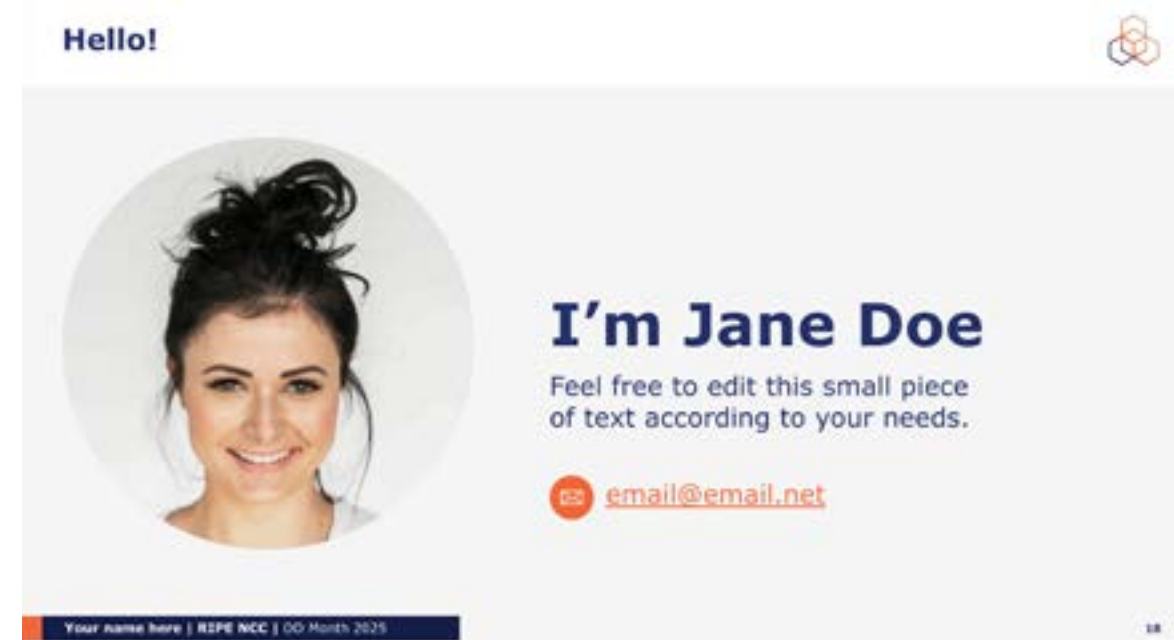 Hello!
I’m Jane Doe
Feel free to edit this small piece
of text according to your needs.
email@email.net
Your name here | RIPE NCC | DD Month 2025
18